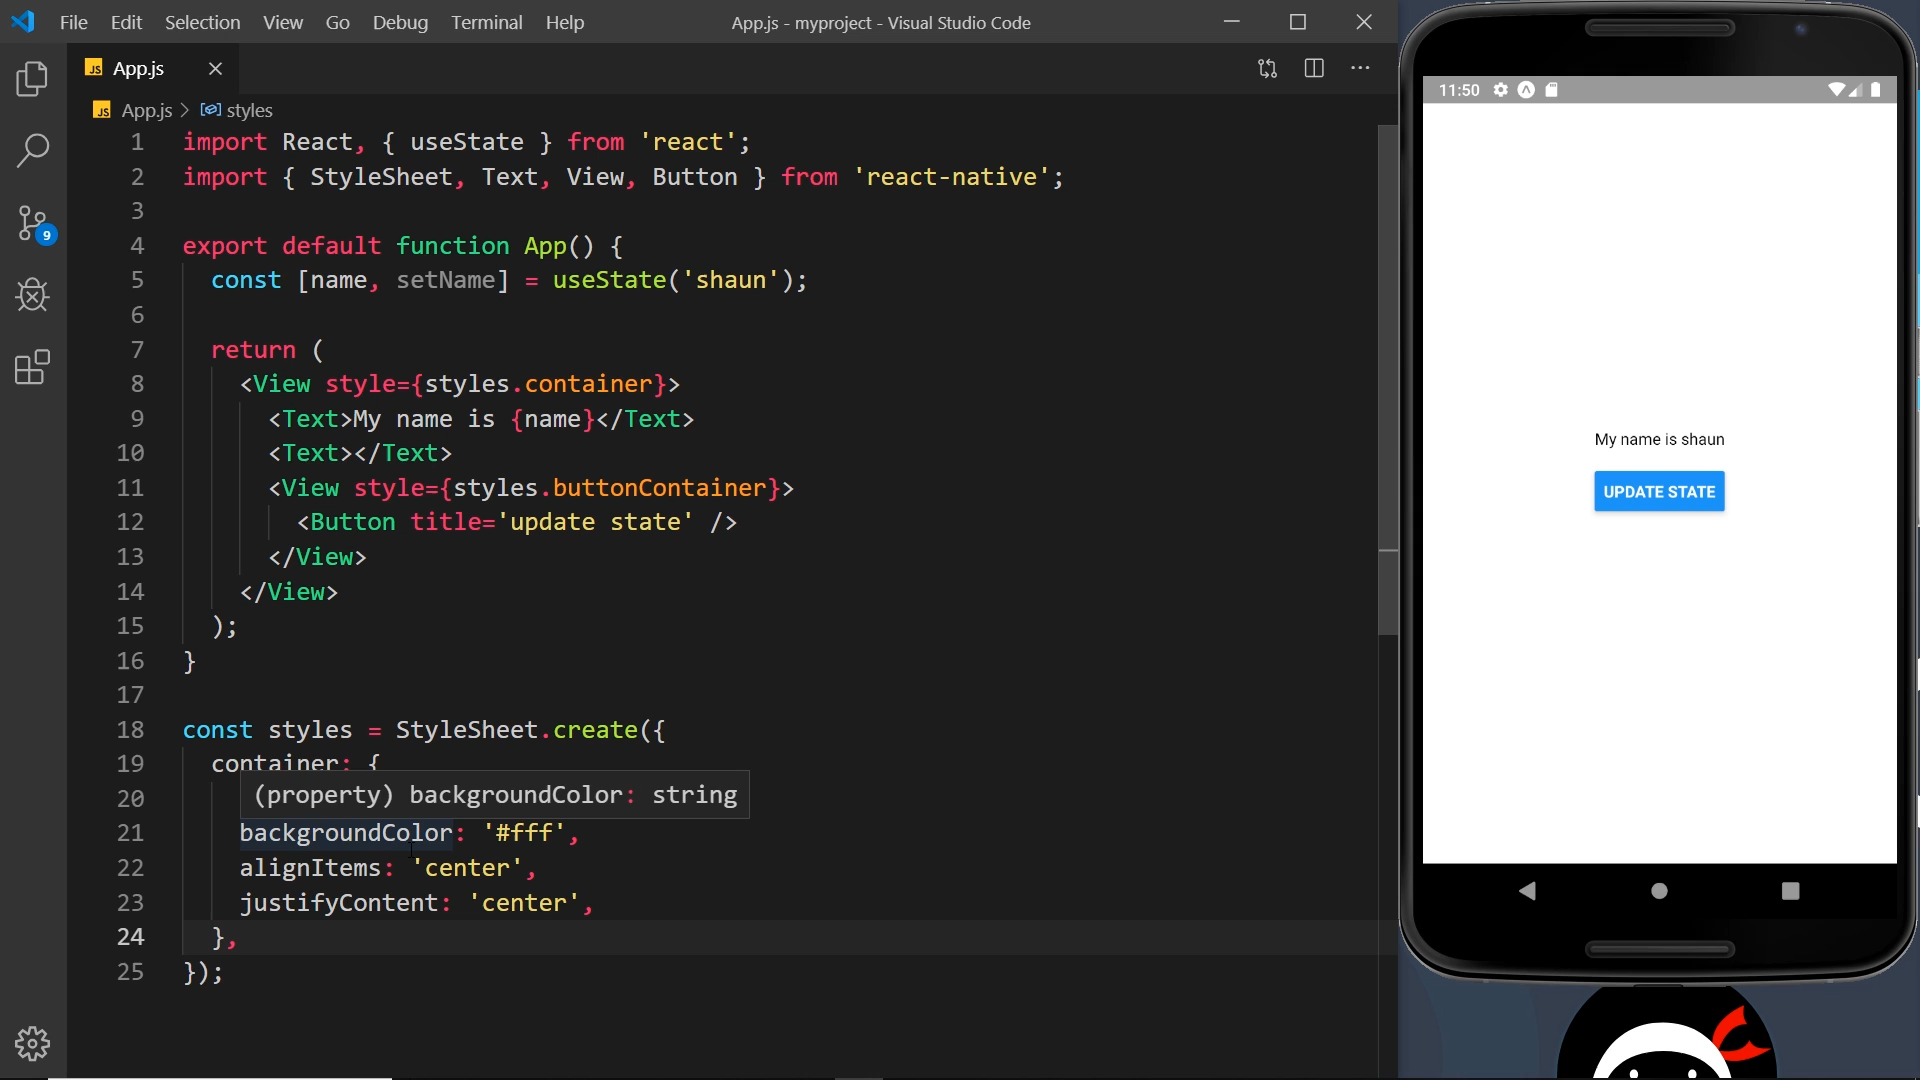 File Edit Selection View Go Debug Terminal Help
App.js - myproject - Visual Studio Code
JS App.js
JS App.js > styles
9
1 import React, { useState } from 'react';
2 import { StyleSheet, Text, View, Button } from 'react-native';
3
4 export default function App() {
5 const [name, setName] = useState('shaun');
6
7 return (
8 <View style={styles.container}>
9 <Text>My name is {name}</Text>
10 <Text></Text>
11 <View style={styles.buttonContainer}>
12 <Button title='update state' />
13 </View>
14 </View>
15 );
16 }
17
18 const styles = StyleSheet.create({
19 container: {
20 (property) backgroundColor: string
21 backgroundColor: '#fff',
22 alignItems: 'center',
23 justifyContent: 'center',
24 },
25 });
11:50
My name is shaun
UPDATE STATE